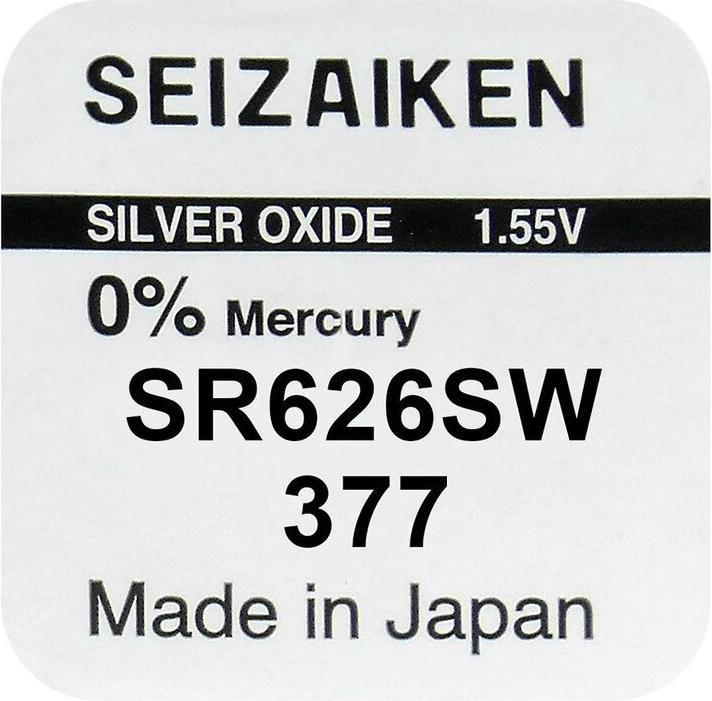 SEIZAIKEN
SILVER OXIDE 1.55V
0% Mercury
SR626SW
377
Made in Japan